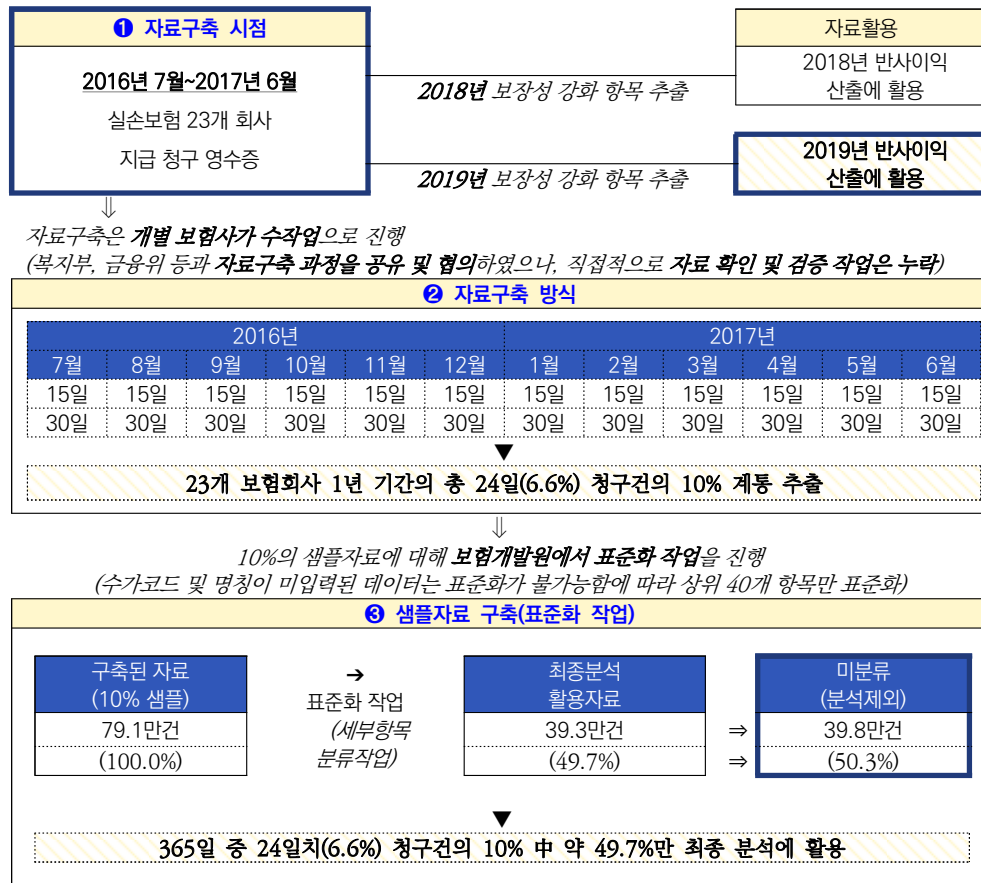 ❶ 자료구축 시점
2016년 7월~2017년 6월
실손보험 23개 회사
지급 청구 영수증
2018년 보장성 강화 항목 추출
자료활용
2018년 반사이익
산출에 활용
2019년 보장성 강화 항목 추출
2019년 반사이익
산출에 활용
⇓
자료구축은 개별 보험사가 수작업으로 진행
(복지부, 금융위 등과 자료구축 과정을 공유 및 협의하였으나, 직접적으로 자료 확인 및 검증 작업은 누락)
❷ 자료구축 방식
2016년 2017년
7월 8월 9월 10월 11월 12월 1월 2월 3월 4월 5월 6월
15일 15일 15일 15일 15일 15일 15일 15일 15일 15일 15일 15일
30일 30일 30일 30일 30일 30일 30일 30일 30일 30일 30일 30일
▼
23개 보험회사 1년 기간의 총 24일(6.6%) 청구건의 10% 계통 추출
⇓
10%의 샘플자료에 대해 보험개발원에서 표준화 작업을 진행
(수가코드 및 명칭이 미입력된 데이터는 표준화가 불가능함에 따라 상위 40개 항목만 표준화)
❸ 샘플자료 구축(표준화 작업)
구축된 자료
(10% 샘플)
79.1만건
(100.0%)
➔
표준화 작업
(세부항목
분류작업)
최종분석
활용자료
39.3만건
(49.7%)
⇒
⇒
미분류
(분석제외)
39.8만건
(50.3%)
▼
365일 중 24일치(6.6%) 청구건의 10% 中 약 49.7%만 최종 분석에 활용